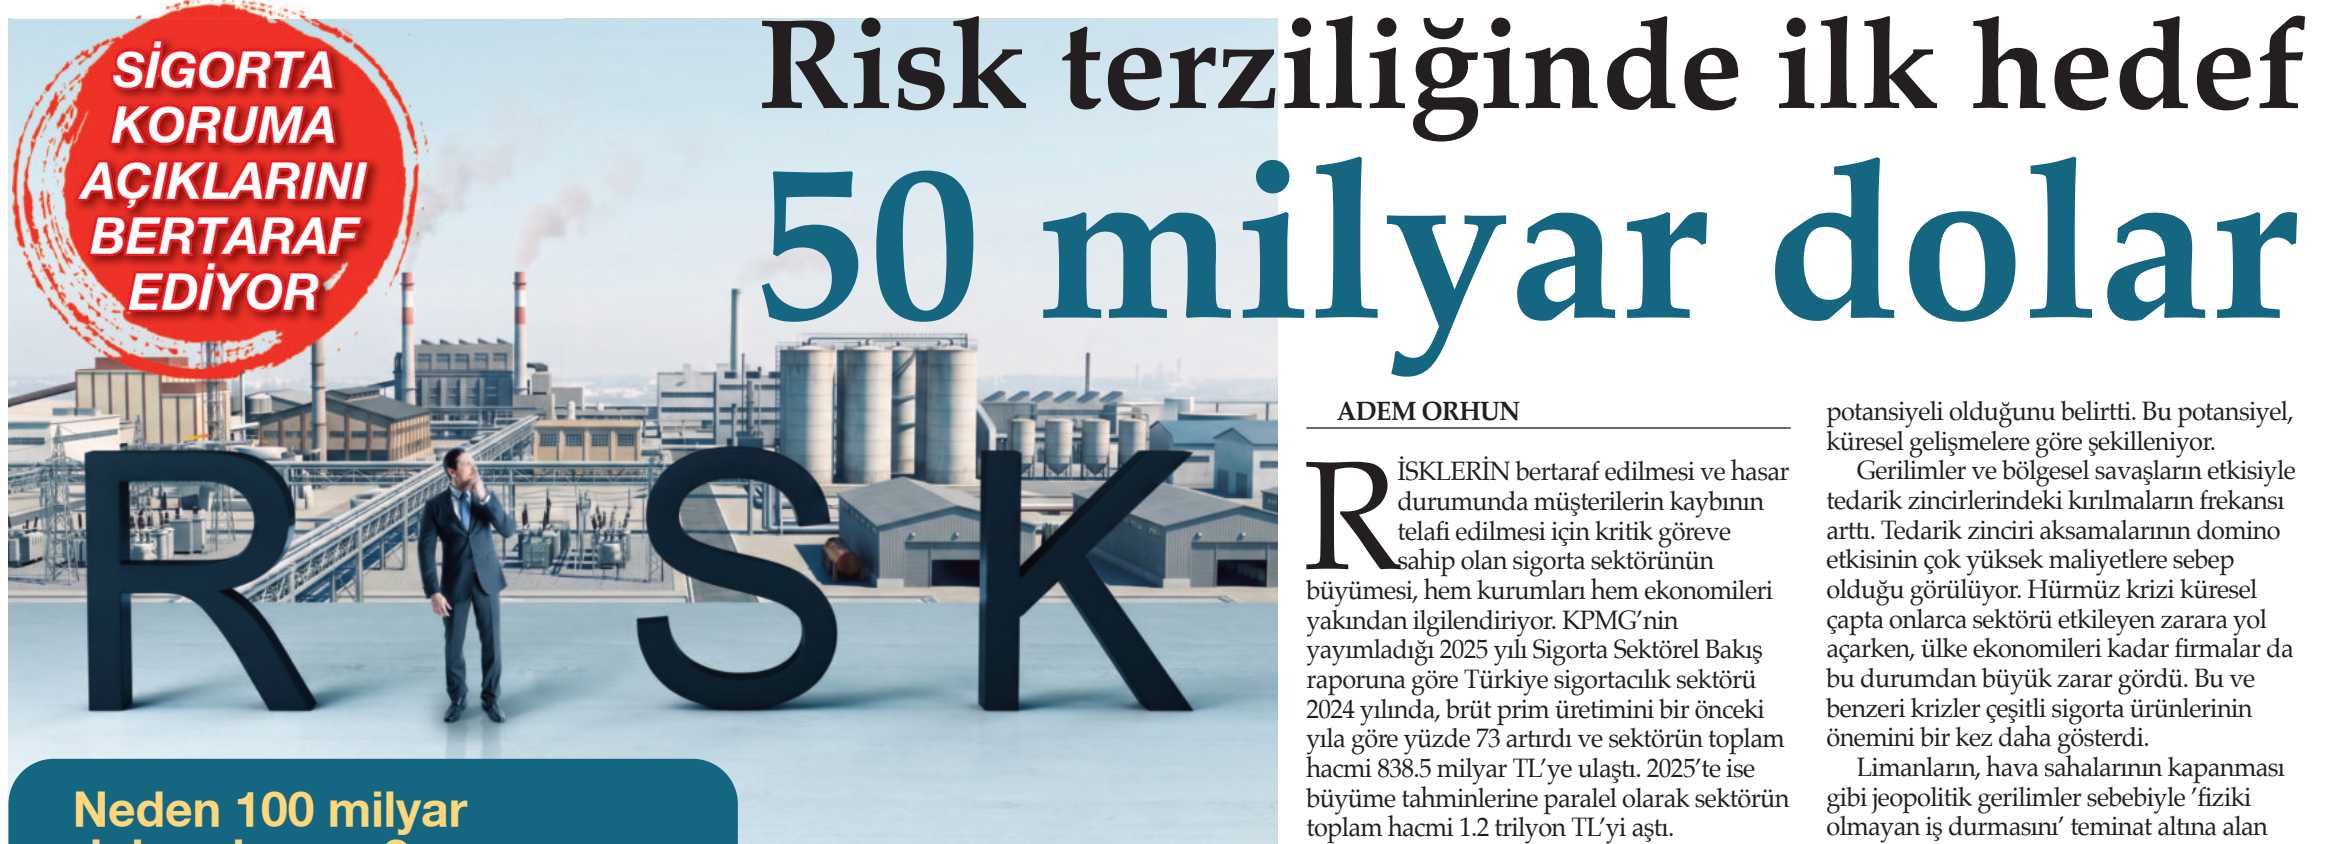 SİGORTA
KORUMA
AÇIKLARINI
BERTARAF
EDİYOR
Risk terziliğinde ilk hedef
50 milyar dolar
R SK
Neden 100 milyar
ADEM ORHUN
RİSKLERİN bertaraf edilmesi ve hasar
durumunda müşterilerin kaybının
telafi edilmesi için kritik göreve
sahip olan sigorta sektörünün
büyümesi, hem kurumları hem ekonomileri
yakından ilgilendiriyor. KPMG’nin
yayımladığı 2025 yılı Sigorta Sektörel Bakış
raporuna göre Türkiye sigortacılık sektörü
2024 yılında, brüt prim üretimini bir önceki
yıla göre yüzde 73 artırdı ve sektörün toplam
hacmi 838.5 milyar TL’ye ulaştı. 2025’te ise
büyüme tahminlerine paralel olarak sektörün
toplam hacmi 1.2 trilyon TL’yi aştı.
potansiyeli olduğunu belirtti. Bu potansiyel,
küresel gelişmelere göre şekilleniyor.
Gerilimler ve bölgesel savaşların etkisiyle
tedarik zincirlerindeki kırılmaların frekansı
arttı. Tedarik zinciri aksamalarının domino
etkisinin çok yüksek maliyetlere sebep
olduğu görülüyor. Hürmüz krizi küresel
çapta onlarca sektörü etkileyen zarara yol
açarken, ülke ekonomileri kadar firmalar da
bu durumdan büyük zarar gördü. Bu ve
benzeri krizler çeşitli sigorta ürünlerinin
önemini bir kez daha gösterdi.
Limanların, hava sahalarının kapanması
gibi jeopolitik gerilimler sebebiyle ’fiziki
olmayan iş durmasını’ teminat altına alan